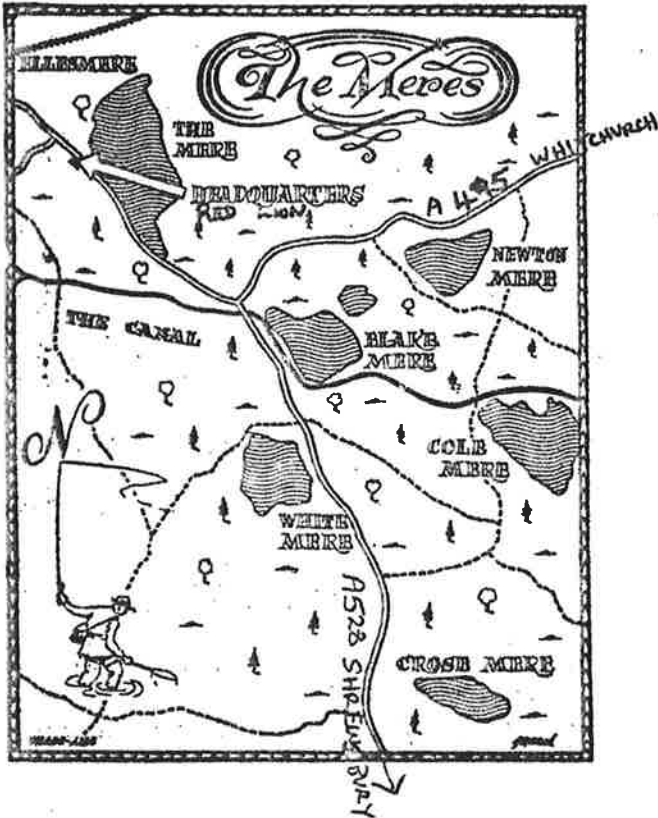 The Meres
ELLESMERE
THE
MERE
HEADQUARTERS
RED LION
A 495 WHITCHURCH
NEWTON
MERE
THE CANAL
BLAKE
MERE
N
COLE
MERE
WHITE
MERE
A528 SHREWSBURY
CROSE MERE